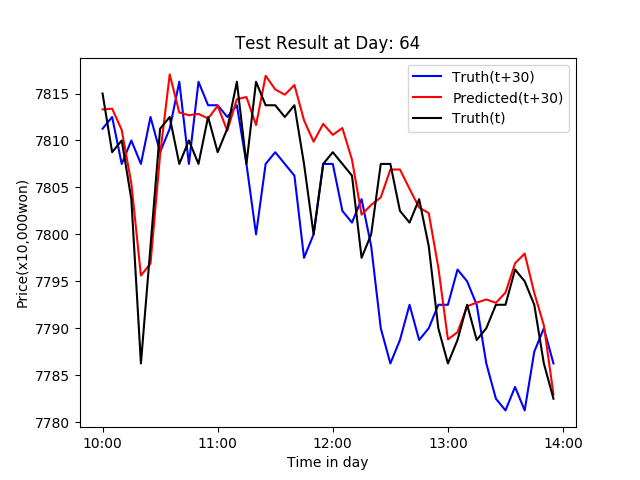 Test Result at Day: 64
Truth(t+30)
Predicted(t+30)
Truth(t)
Price(x10,000won)
7815
7810
7805
7800
7795
7790
7785
7780
10:00 11:00 12:00 13:00 14:00
Time in day